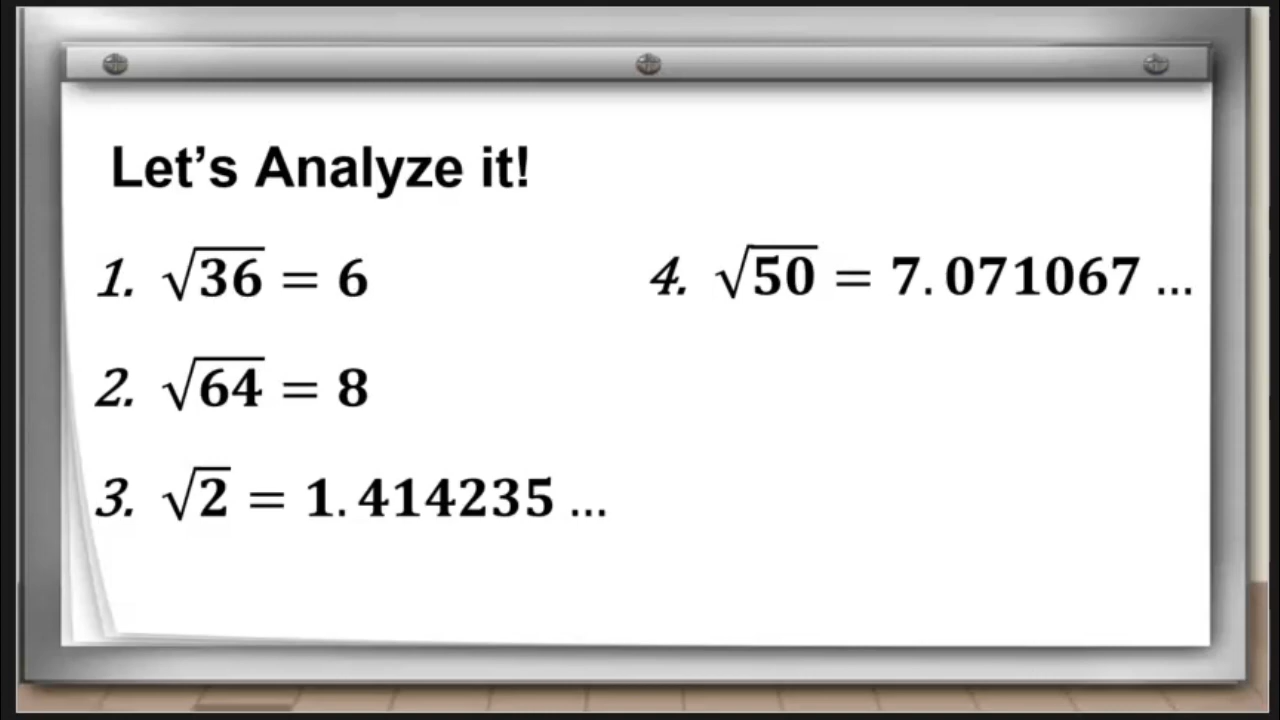 Let's Analyze it!
1. √36 = 6
2. √64 = 8
3. √2 = 1.414235 ...
4. √50 = 7.071067 ...